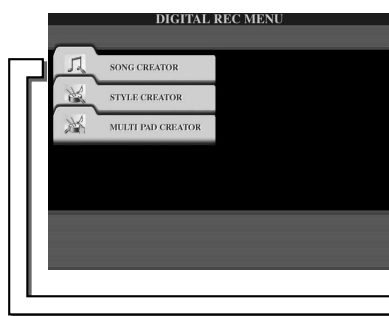 DIGITAL REC MENU
SONG CREATOR
STYLE CREATOR
MULTI PAD CREATOR